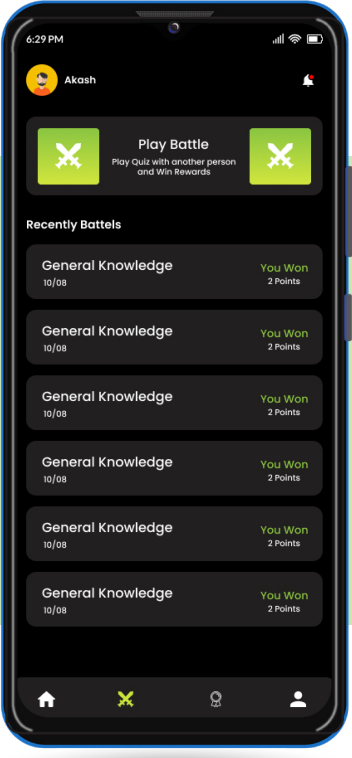 6:29 PM
Akash
Play Battle
Play Quiz with another person
and Win Rewards
Recently Battels
General Knowledge
You Won
10/08
2 Points
General Knowledge
You Won
10/08
2 Points
General Knowledge
You Won
10/08
2 Points
General Knowledge
You Won
10/08
2 Points
General Knowledge
You Won
10/08
2 Points
General Knowledge
You Won
10/08
2 Points